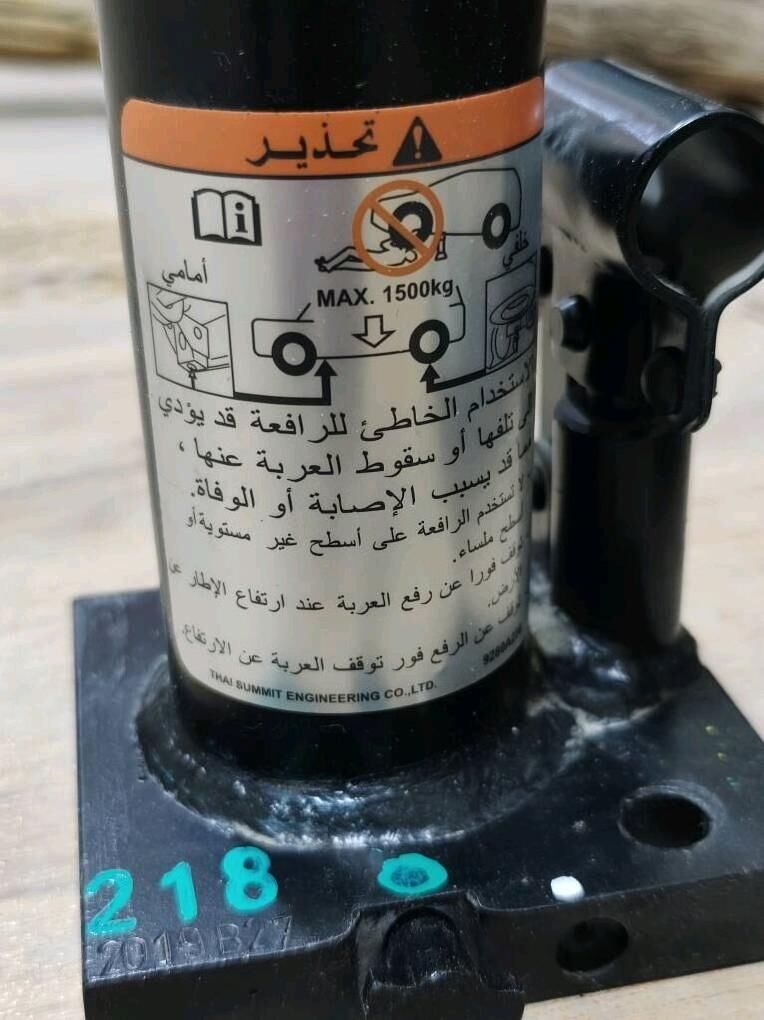 تحذير
خلفي
أمامي
MAX. 1500kg
الاستخدام الخاطئ للرافعة قد يؤدي
تلفها أو سقوط العربة عنها ،
قد يسبب الإصابة أو الوفاة.
لا تستخدم الرافعة على أسطح غير مستوية أو
أسطح ملساء.
توقف فورا عن رفع العربة عند ارتفاع الإطار عن
الأرض.
توقف عن الرفع فور توقف العربة عن الارتفاع.
THAI SUMMIT ENGINEERING CO.,LTD.
218
2019